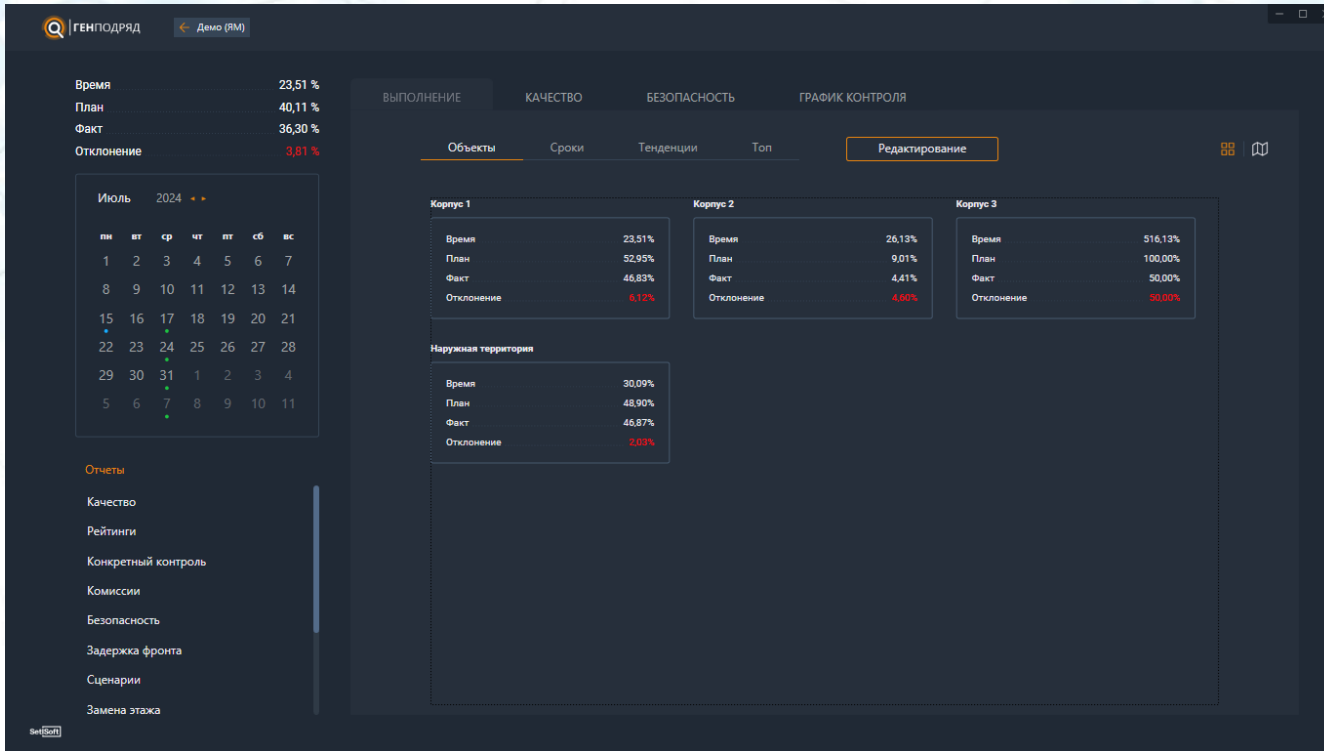 ГЕНПОДРЯД
← Демо (ЯМ)
Время 23,51 %
План 40,11 %
Факт 36,30 %
Отклонение 3,81 %
Июль 2024
пн вт ср чт пт сб вс
1 2 3 4 5 6 7
8 9 10 11 12 13 14
15 16 17 18 19 20 21
22 23 24 25 26 27 28
29 30 31 1 2 3 4
5 6 7 8 9 10 11
Отчеты
Качество
Рейтинги
Конкретный контроль
Комиссии
Безопасность
Задержка фронта
Сценарии
Замена этажа
SetlSoft
ВЫПОЛНЕНИЕ КАЧЕСТВО БЕЗОПАСНОСТЬ ГРАФИК КОНТРОЛЯ
Объекты Сроки Тенденции Топ Редактирование
Корпус 1
Время 23,51%
План 52,95%
Факт 46,83%
Отклонение 6,12%
Корпус 2
Время 26,13%
План 9,01%
Факт 4,41%
Отклонение 4,60%
Корпус 3
Время 516,13%
План 100,00%
Факт 50,00%
Отклонение 50,00%
Наружная территория
Время 30,09%
План 48,90%
Факт 46,87%
Отклонение 2,03%